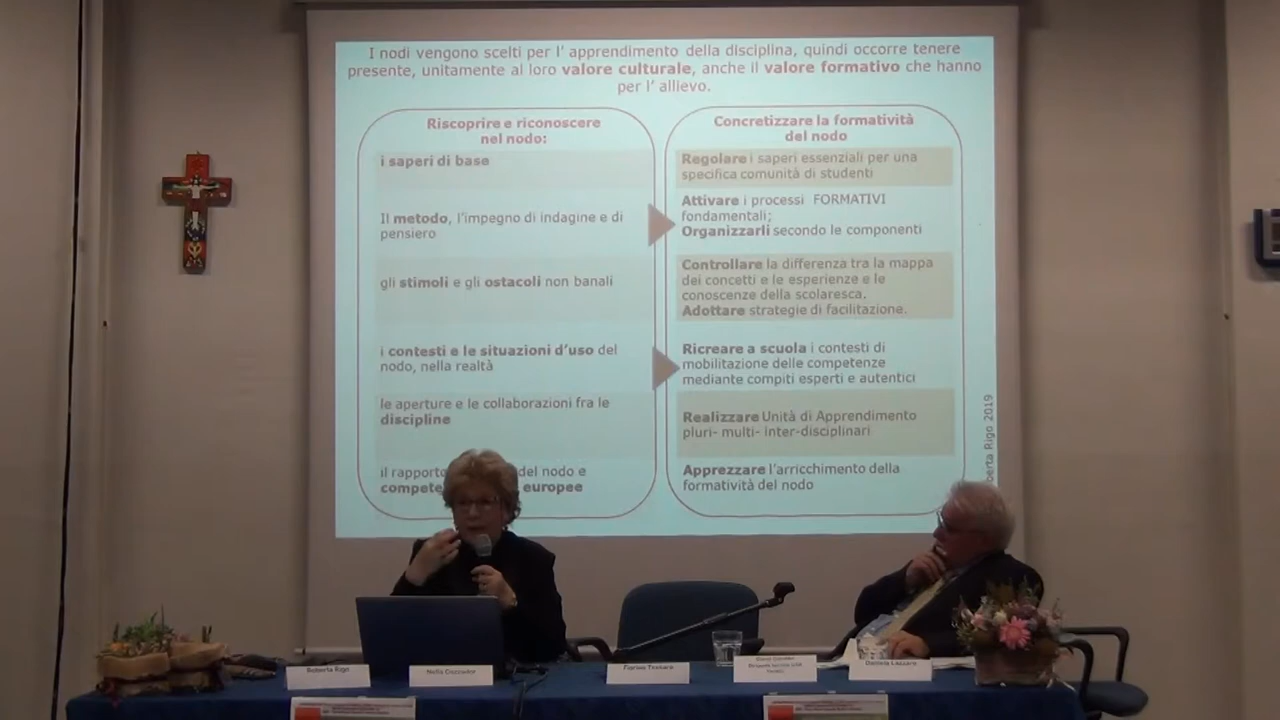 I nodi vengono scelti per l' apprendimento della disciplina, quindi occorre tenere
presente, unitamente al loro valore culturale, anche il valore formativo che hanno
per l' allievo.
Riscoprire e riconoscere
nel nodo:
i saperi di base
Il metodo, l'impegno di indagine e di
pensiero
gli stimoli e gli ostacoli non banali
i contesti e le situazioni d'uso del
nodo, nella realtà
le aperture e le collaborazioni fra le
discipline
il rapporto del nodo e
compete europee
Concretizzare la formatività
del nodo
Regolare i saperi essenziali per una
specifica comunità di studenti
Attivare i processi FORMATIVI
fondamentali;
Organizzarli secondo le componenti
Controllare la differenza tra la mappa
dei concetti e le esperienze e le
conoscenze della scolaresca.
Adottare strategie di facilitazione.
Ricreare a scuola i contesti di
mobilitazione delle competenze
mediante compiti esperti e autentici
Realizzare Unità di Apprendimento
pluri- multi- inter-disciplinari
Apprezzare l'arricchimento della
formatività del nodo
berta Rigo 2019
Roberta Rigo
Daniela Lazzaro